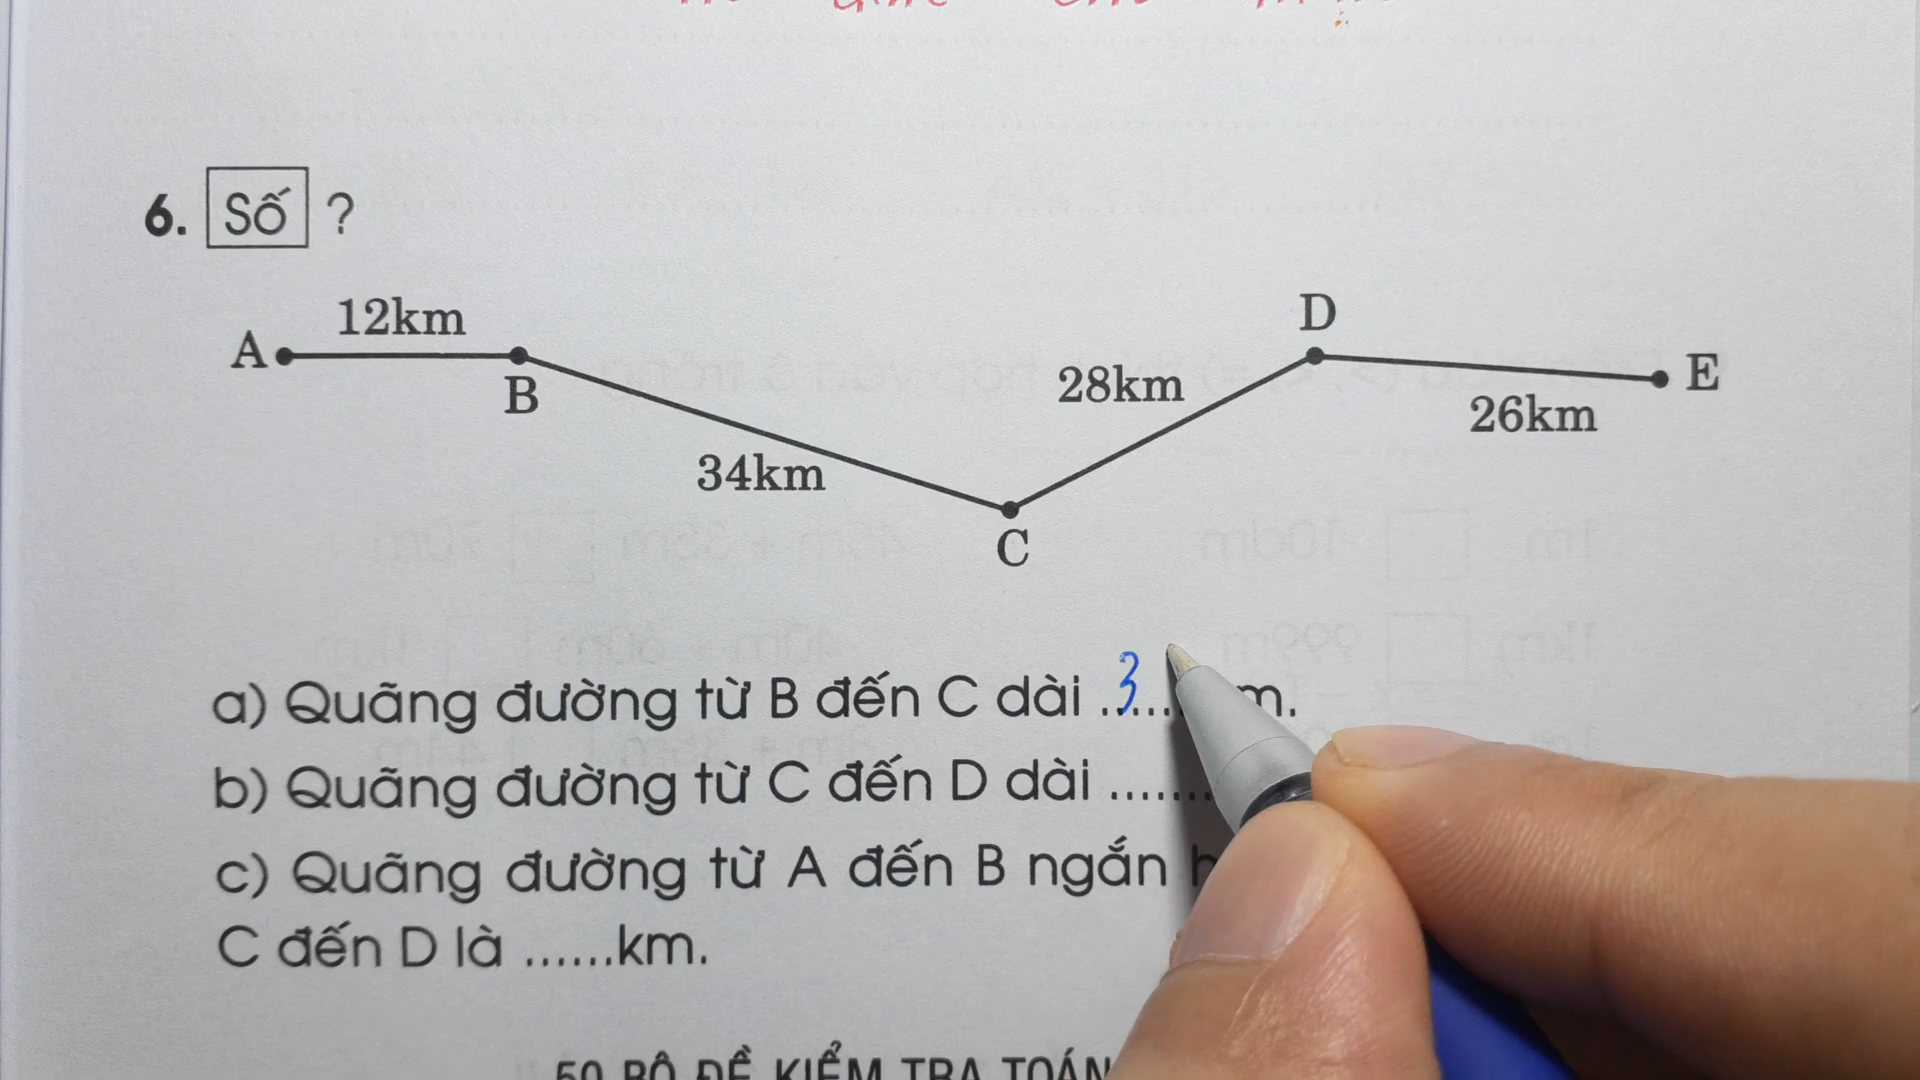 6. Số ?
12km
A
B
34km
C
28km
D
26km
E
a) Quãng đường từ B đến C dài .3....m.
b) Quãng đường từ C đến D dài .......
c) Quãng đường từ A đến B ngắn
C đến D là ......km.
50 BỘ ĐỀ KIỂM TRA TOÁN